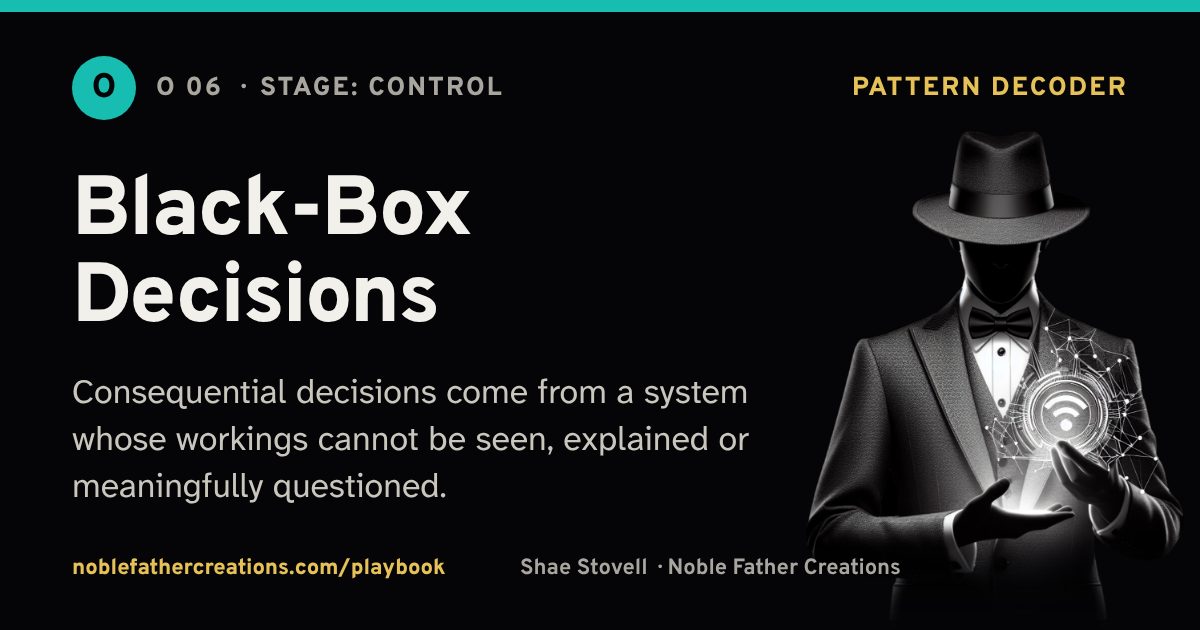 O
O 06 · STAGE: CONTROL
PATTERN DECODER
Black-Box
Decisions
Consequential decisions come from a system
whose workings cannot be seen, explained or
meaningfully questioned.
noblefathercreations.com/playbook
Shae Stovell · Noble Father Creations